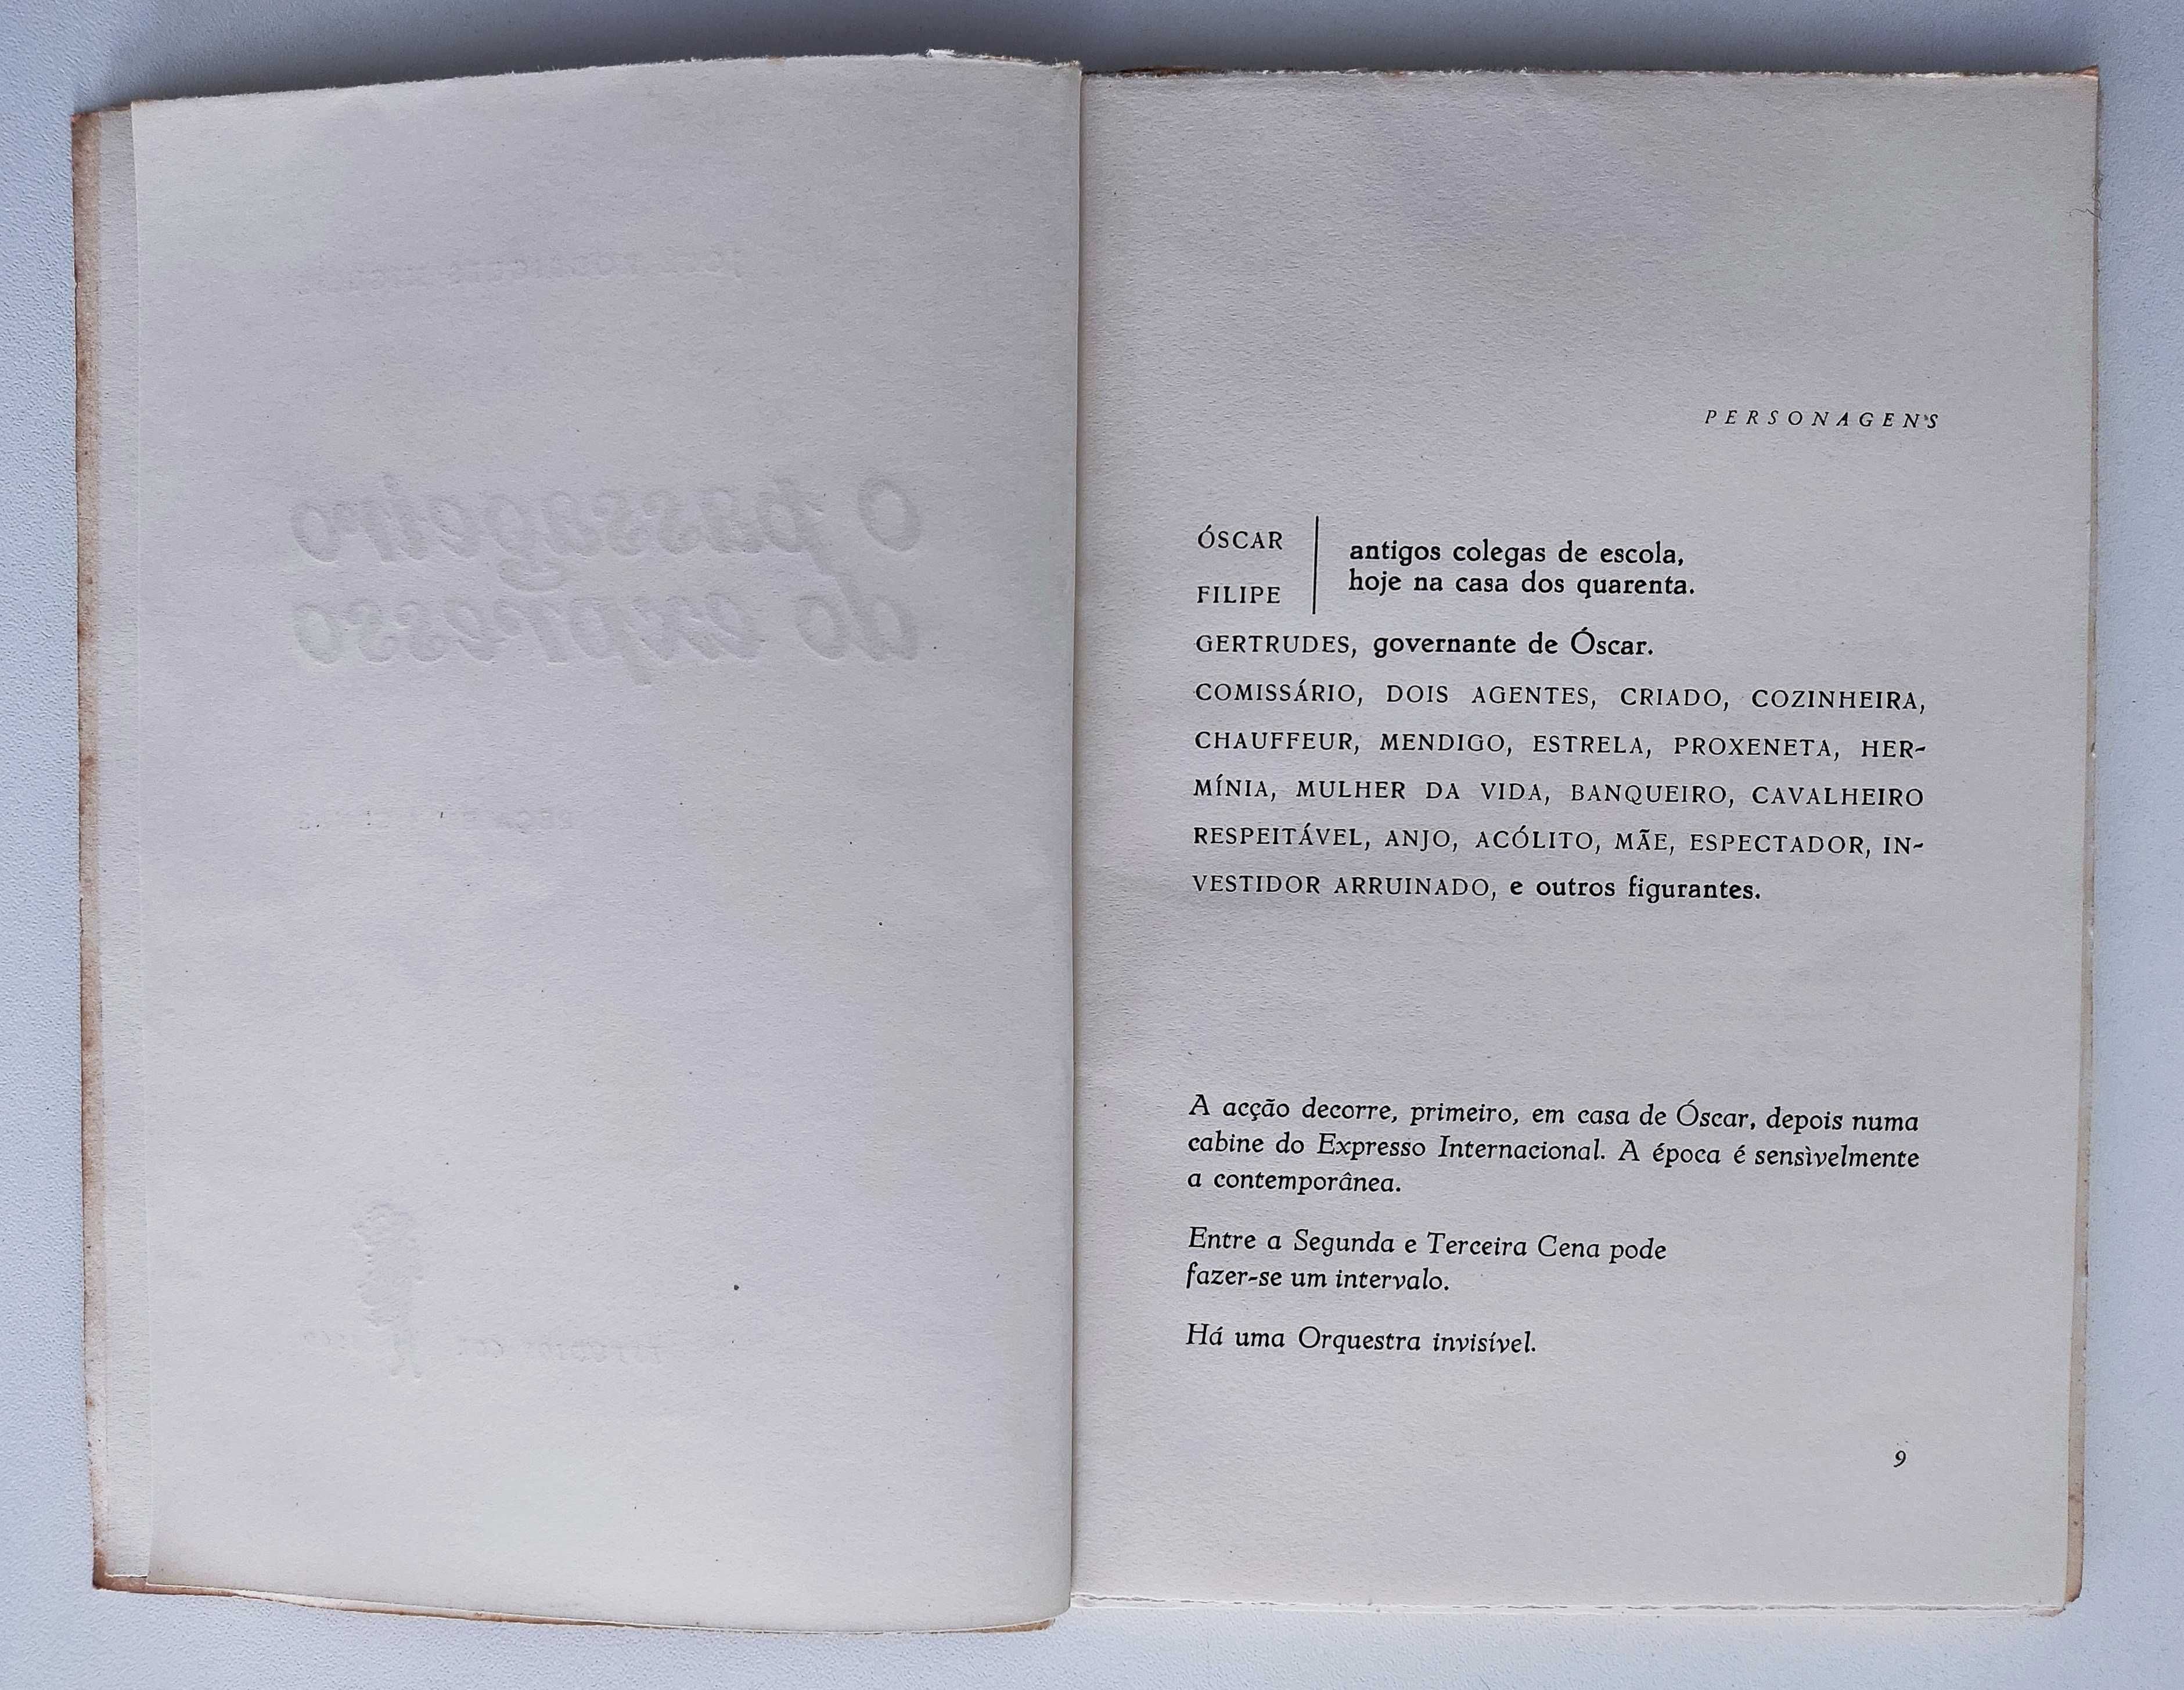 O passageiro
do expresso
PERSONAGENS
ÓSCAR
FILIPE
antigos colegas de escola,
hoje na casa dos quarenta.
GERTRUDES, governante de Óscar.
COMISSÁRIO, DOIS AGENTES, CRIADO, COZINHEIRA,
CHAUFFEUR, MENDIGO, ESTRELA, PROXENETA, HER-
MÍNIA, MULHER DA VIDA, BANQUEIRO, CAVALHEIRO
RESPEITÁVEL, ANJO, ACÓLITO, MÃE, ESPECTADOR, IN-
VESTIDOR ARRUINADO, e outros figurantes.
A acção decorre, primeiro, em casa de Óscar, depois numa
cabine do Expresso Internacional. A época é sensìvelmente
a contemporânea.
Entre a Segunda e Terceira Cena pode
fazer-se um intervalo.
Há uma Orquestra invisível.
9